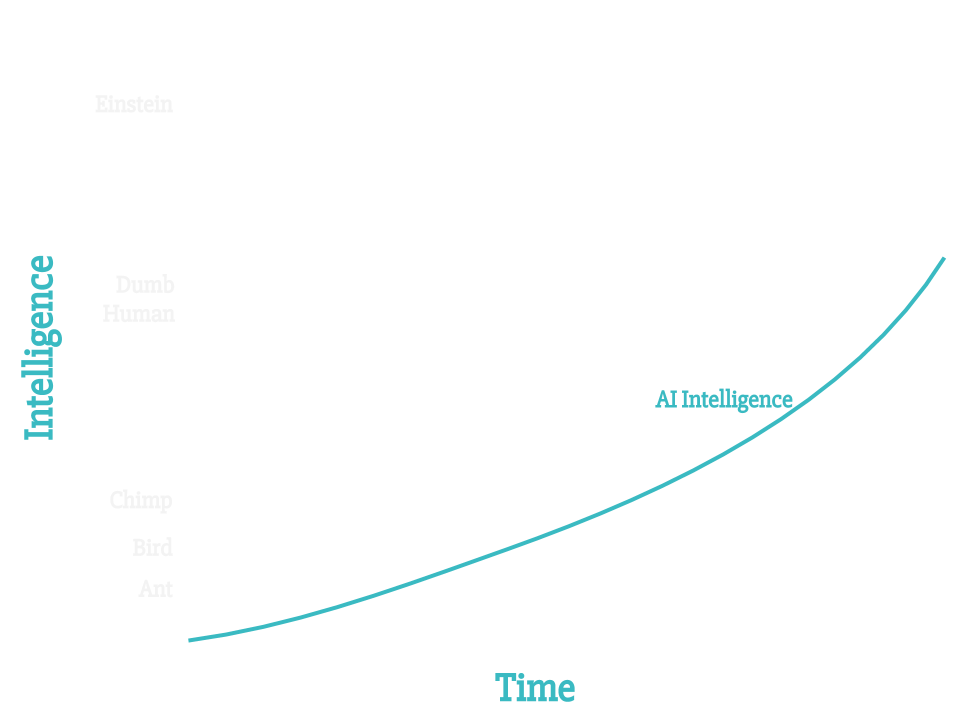 Einstein
Dumb
Human
Intelligence
AI Intelligence
Chimp
Bird
Ant
Time